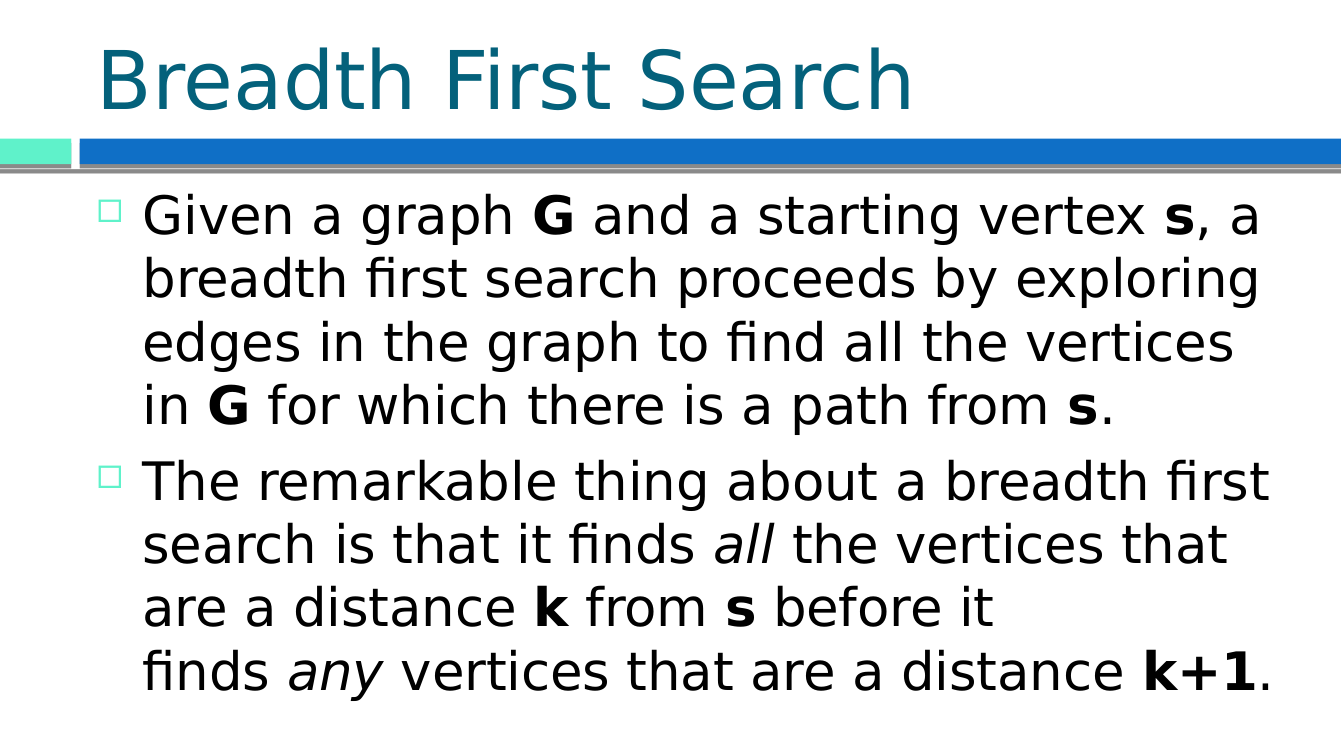 Breadth First Search
Given a graph G and a starting vertex s, a
breadth first search proceeds by exploring
edges in the graph to find all the vertices
in G for which there is a path from s.
The remarkable thing about a breadth first
search is that it finds all the vertices that
are a distance k from s before it
finds any vertices that are a distance k+1.